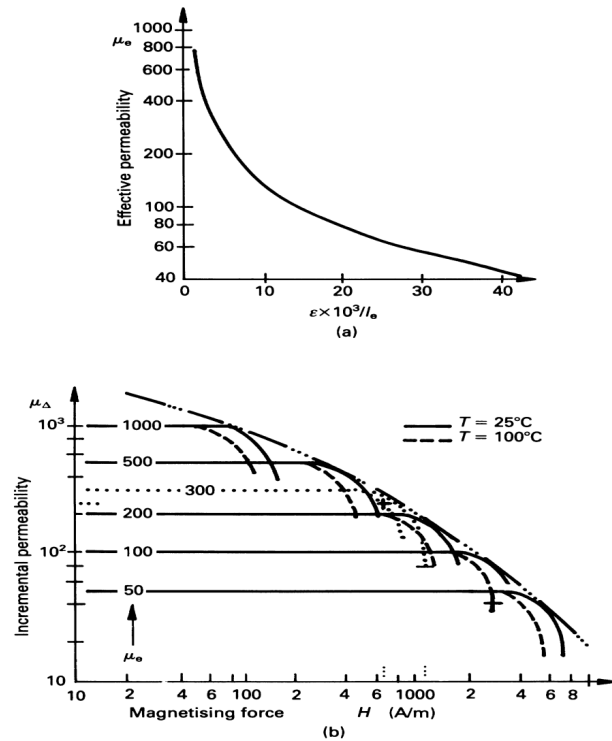 1000
μe
800
600
400
200
100
80
60
40
Effective permeability
0 10 20 30 40
ε × 10³/le
(a)
μΔ
10³
10²
10
Incremental permeability
1000
500
300
200
100
50
μe
T = 25°C
T = 100°C
10 2 4 6 100 2 4 6 1000 2 4 6 8
Magnetising force H (A/m)
(b)